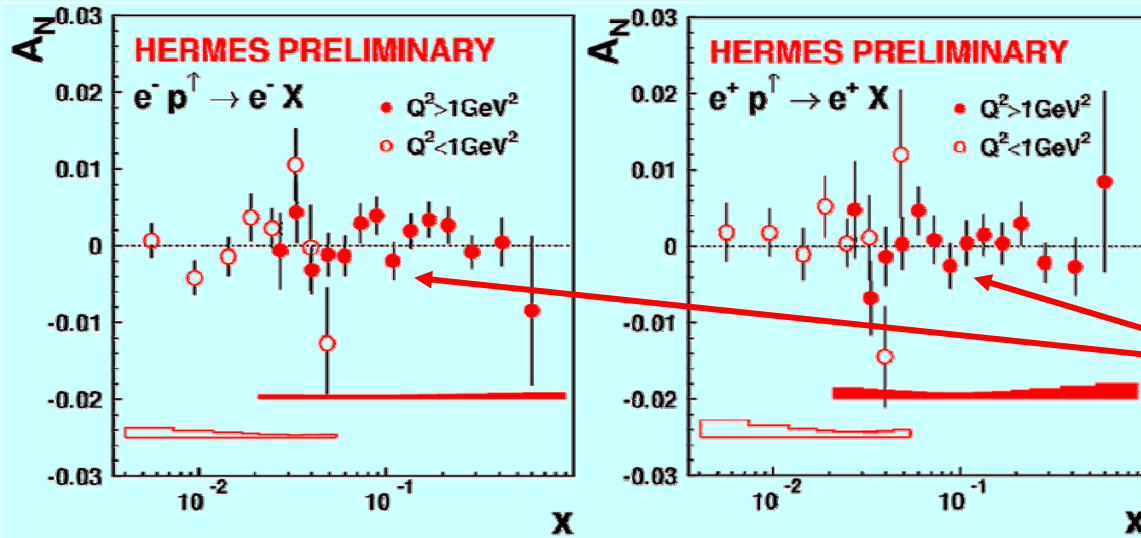 A_N
HERMES PRELIMINARY
e⁻ p↑ → e⁻ X
Q²>1GeV²
Q²<1GeV²
0.03
0.02
0.01
0
-0.01
-0.02
-0.03
10⁻²
10⁻¹
X
A_N
HERMES PRELIMINARY
e⁺ p↑ → e⁺ X
Q²>1GeV²
Q²<1GeV²
0.03
0.02
0.01
0
-0.01
-0.02
-0.03
10⁻²
10⁻¹
X